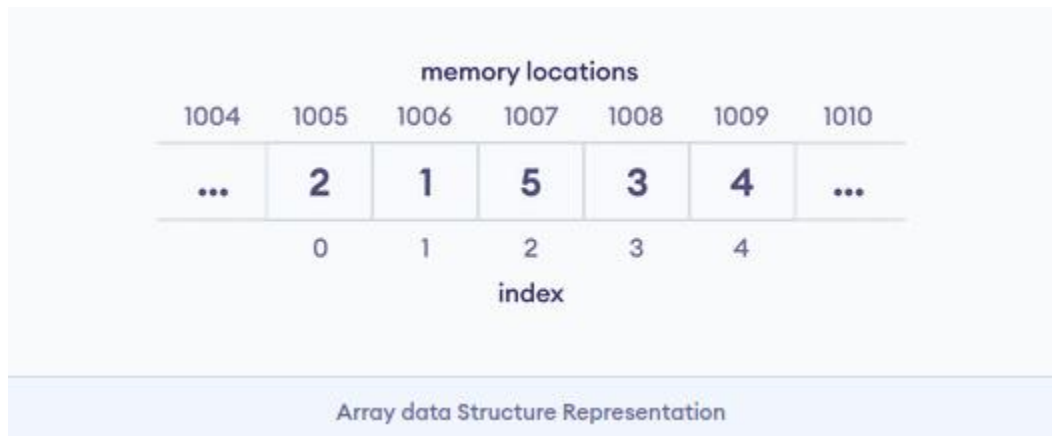 memory locations
1004 1005 1006 1007 1008 1009 1010
... 2 1 5 3 4 ...
0 1 2 3 4
index
Array data Structure Representation